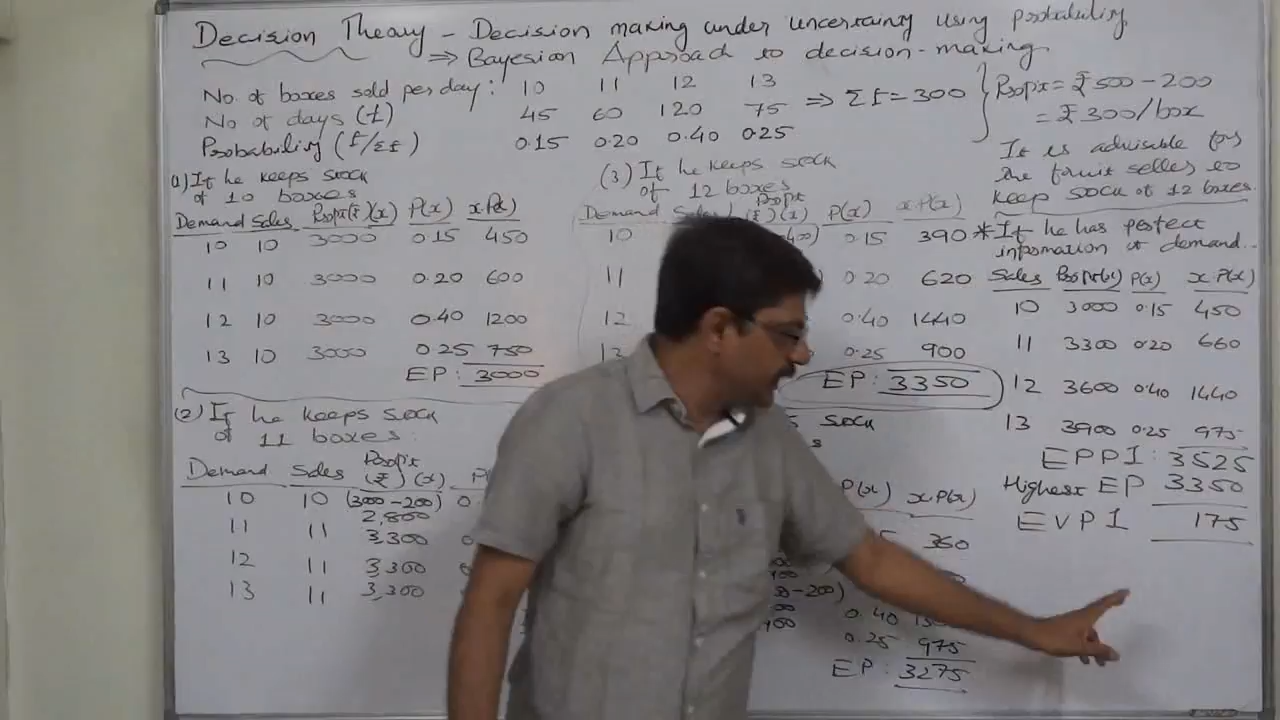 Decision Theory - Decision making under uncertainty using probability
⇒ Bayesian Approach to decision-making
No. of boxes sold per day: 10 11 12 13
No of days (f) 45 60 120 75 ⇒ Σf = 300
Probability (f/Σf) 0.15 0.20 0.40 0.25
Profit = ₹500 - 200
= ₹300/box
It is advisable for
the fruit seller to
keep stock of 12 boxes.
1) If he keeps stock
of 10 boxes
Demand Sales Profit(₹)(x) P(x) xP(x)
10 10 3000 0.15 450
11 10 3000 0.20 600
12 10 3000 0.40 1200
13 10 3000 0.25 750
EP: 3000
(2) If he keeps stock
of 11 boxes.
Demand Sales Profit (₹)(x)
10 10 (3000-200) 2,800
11 11 3,300
12 11 3,300
13 11 3,300
(3) If he keeps stock
of 12 boxes
Demand Profit (₹)(x) P(x) xP(x)
10 0.15 390
11 0.20 620
12 0.40 1440
13 0.25 900
EP: 3350
stock
P(x) x.P(x)
0.40
0.25 975
EP: 3275
* If he has perfect
information of demand..
Sales Profit(x) P(x) x.P(x)
10 3000 0.15 450
11 3300 0.20 660
12 3600 0.40 1440
13 3900 0.25 975
EPPI: 3525
Highest EP 3350
EVPI 175